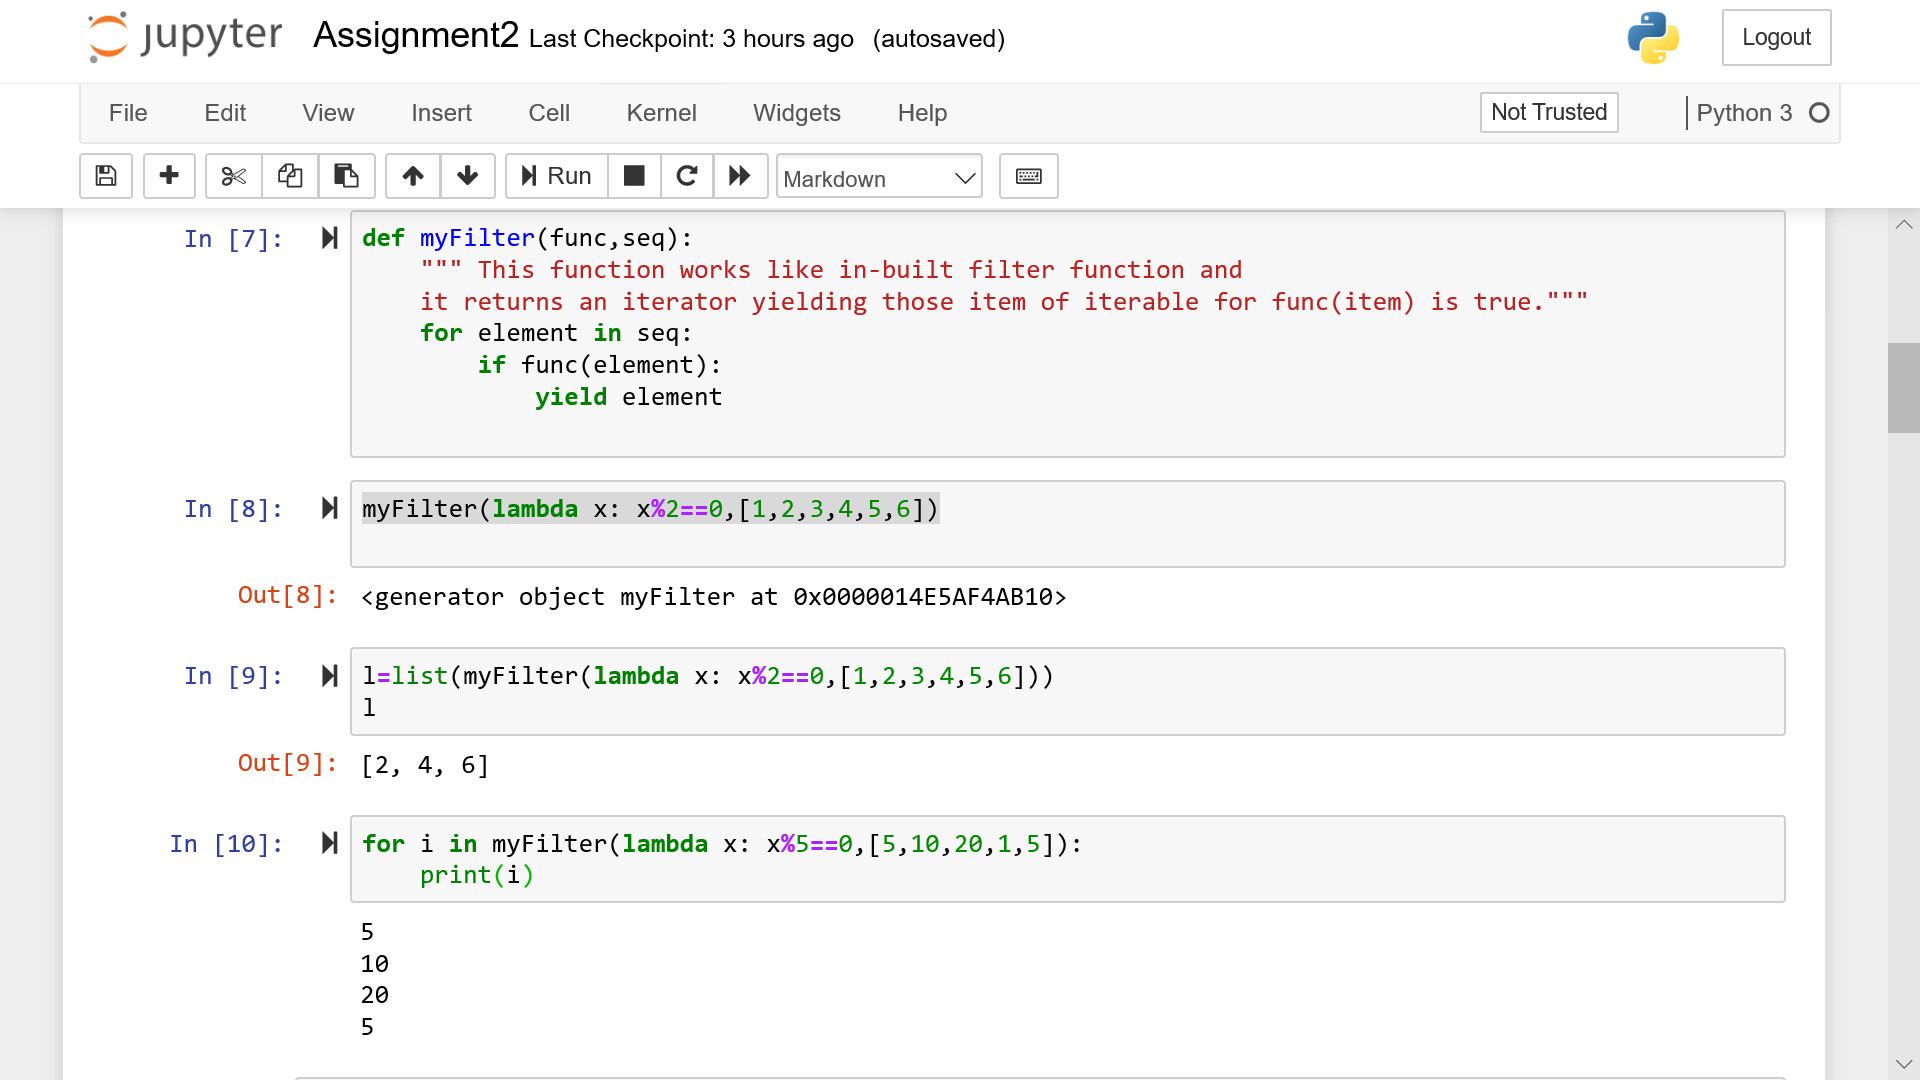 jupyter Assignment2 Last Checkpoint: 3 hours ago (autosaved) Logout
File Edit View Insert Cell Kernel Widgets Help Not Trusted Python 3
Run Markdown
In [7]: def myFilter(func,seq):
""" This function works like in-built filter function and
it returns an iterator yielding those item of iterable for func(item) is true."""
for element in seq:
if func(element):
yield element
In [8]: myFilter(lambda x: x%2==0,[1,2,3,4,5,6])
Out[8]: <generator object myFilter at 0x0000014E5AF4AB10>
In [9]: l=list(myFilter(lambda x: x%2==0,[1,2,3,4,5,6]))
l
Out[9]: [2, 4, 6]
In [10]: for i in myFilter(lambda x: x%5==0,[5,10,20,1,5]):
print(i)
5
10
20
5